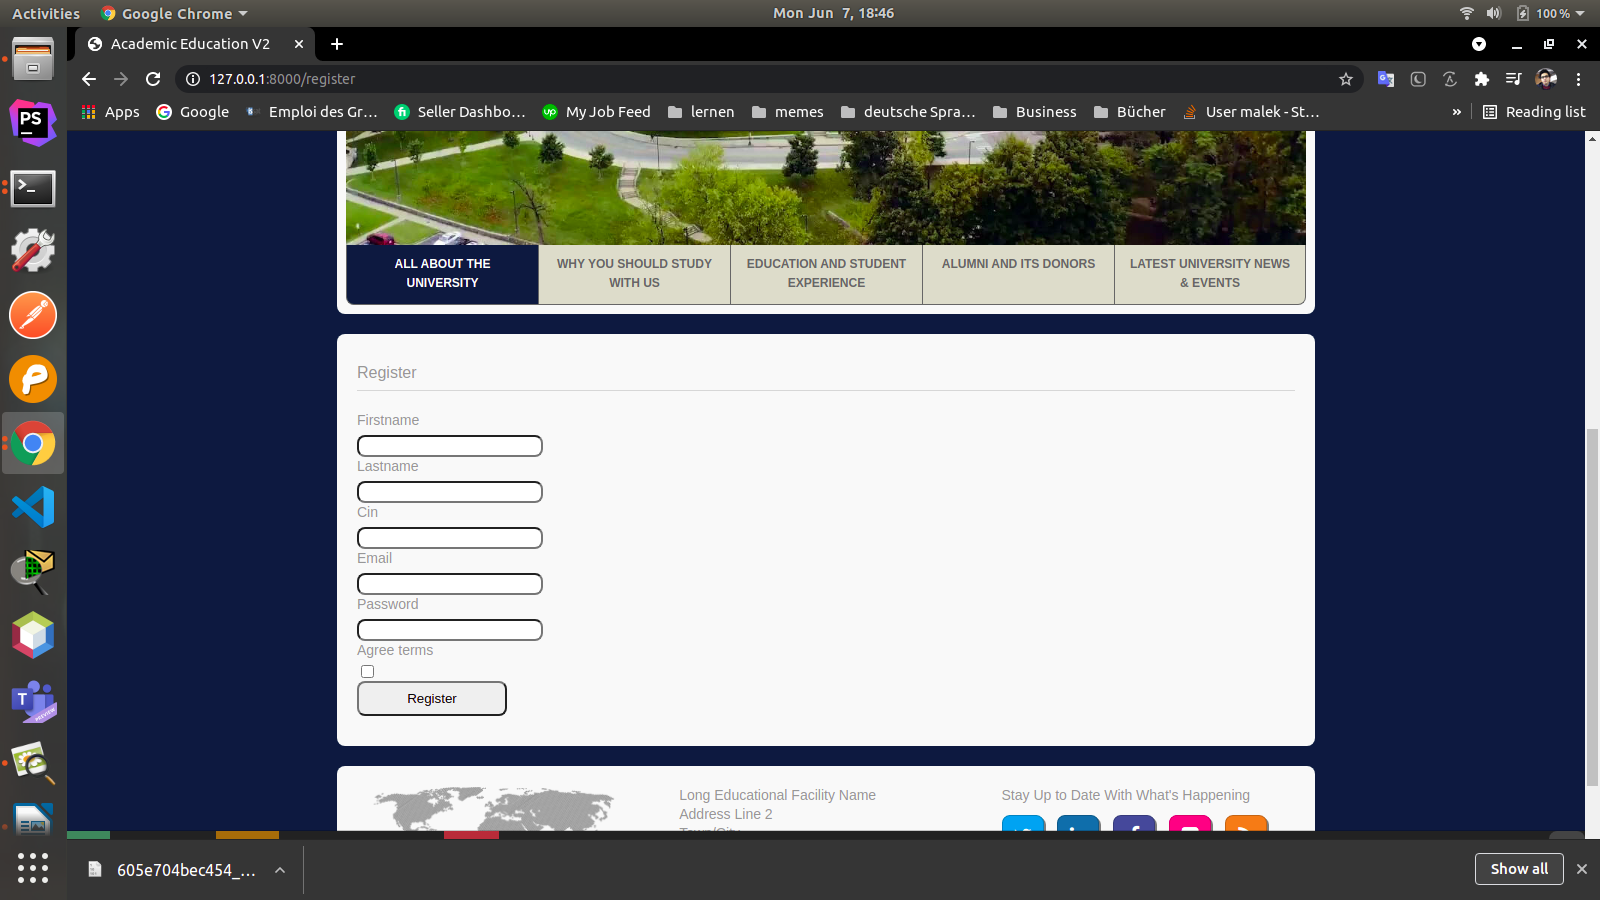 Activities
Google Chrome
Mon Jun 7, 18:46
100 %
Academic Education V2
127.0.0.1:8000/register
Apps
Google
Emploi des Gr...
Seller Dashbo...
My Job Feed
lernen
memes
deutsche Spra...
Business
Bücher
User malek - St...
»
Reading list
PS
ALL ABOUT THE
UNIVERSITY
WHY YOU SHOULD STUDY
WITH US
EDUCATION AND STUDENT
EXPERIENCE
ALUMNI AND ITS DONORS
LATEST UNIVERSITY NEWS
& EVENTS
Register
Firstname
Lastname
Cin
Email
Password
Agree terms
Register
Long Educational Facility Name
Address Line 2
Town/City
Stay Up to Date With What's Happening
605e704bec454_...
Show all